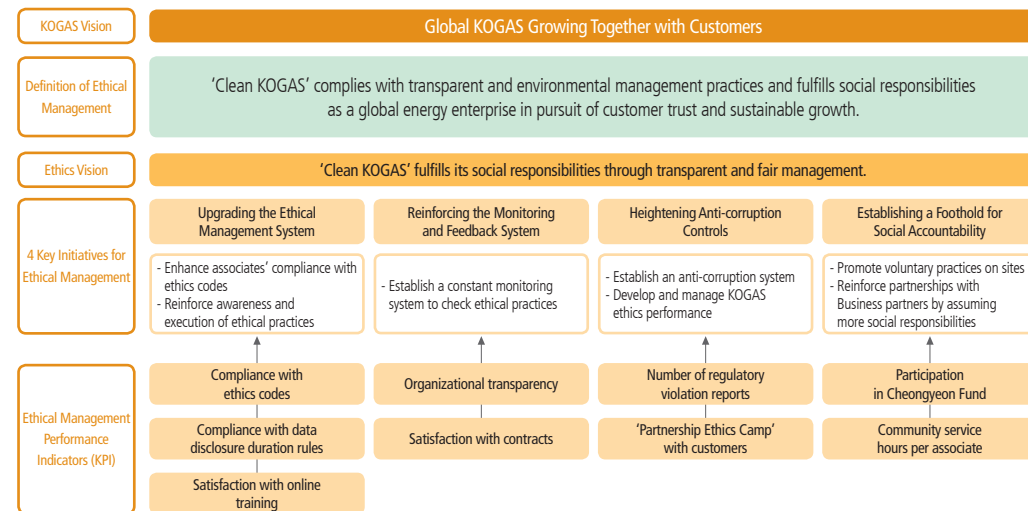 KOGAS Vision
Global KOGAS Growing Together with Customers
Definition of Ethical
Management
'Clean KOGAS' complies with transparent and environmental management practices and fulfills social responsibilities
as a global energy enterprise in pursuit of customer trust and sustainable growth.
Ethics Vision
'Clean KOGAS' fulfills its social responsibilities through transparent and fair management.
4 Key Initiatives for
Ethical Management
Upgrading the Ethical
Management System
- Enhance associates' compliance with
ethics codes
- Reinforce awareness and
execution of ethical practices
Reinforcing the Monitoring
and Feedback System
- Establish a constant monitoring
system to check ethical practices
Heightening Anti-corruption
Controls
- Establish an anti-corruption system
- Develop and manage KOGAS
ethics performance
Establishing a Foothold for
Social Accountability
- Promote voluntary practices on sites
- Reinforce partnerships with
Business partners by assuming
more social responsibilities
Ethical Management
Performance
Indicators (KPI)
Compliance with
ethics codes
Compliance with data
disclosure duration rules
Satisfaction with online
training
Organizational transparency
Satisfaction with contracts
Number of regulatory
violation reports
'Partnership Ethics Camp'
with customers
Participation
in Cheongyeon Fund
Community service
hours per associate